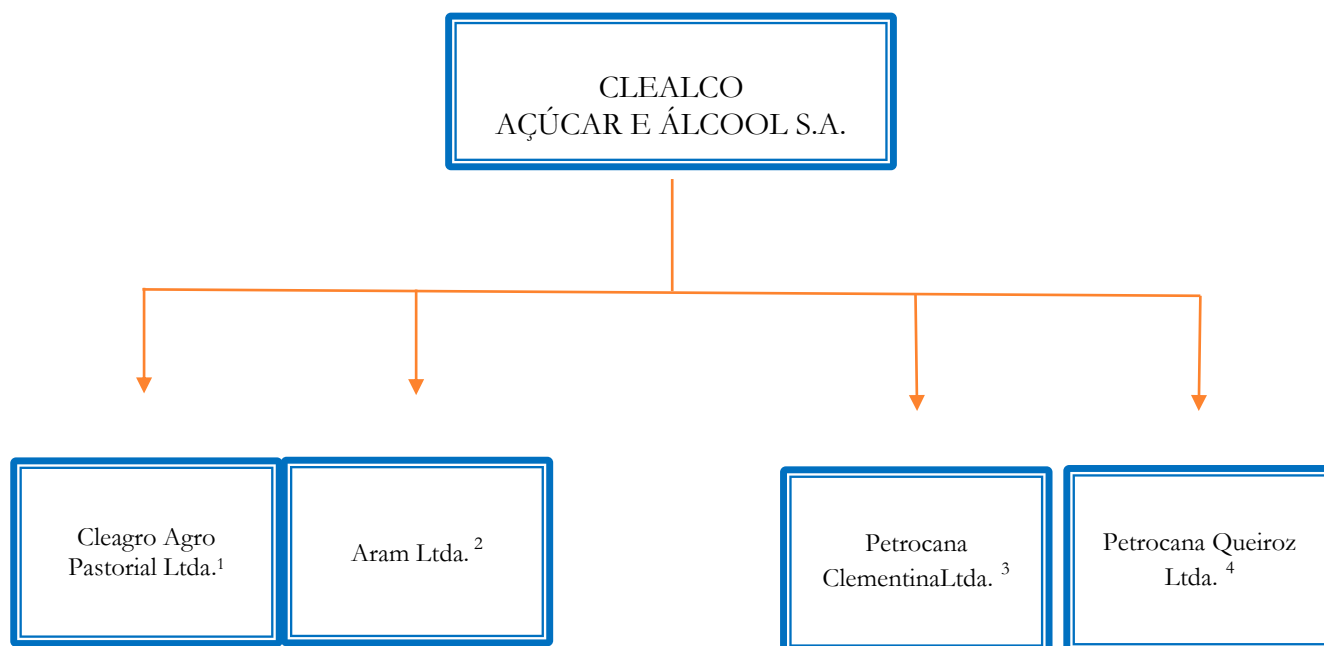 CLEALCO
AÇÚCAR E ÁLCOOL S.A.
Cleagro Agro
Pastorial Ltda.¹
Aram Ltda. ²
Petrocana
ClementinaLtda. ³
Petrocana Queiroz
Ltda. ⁴